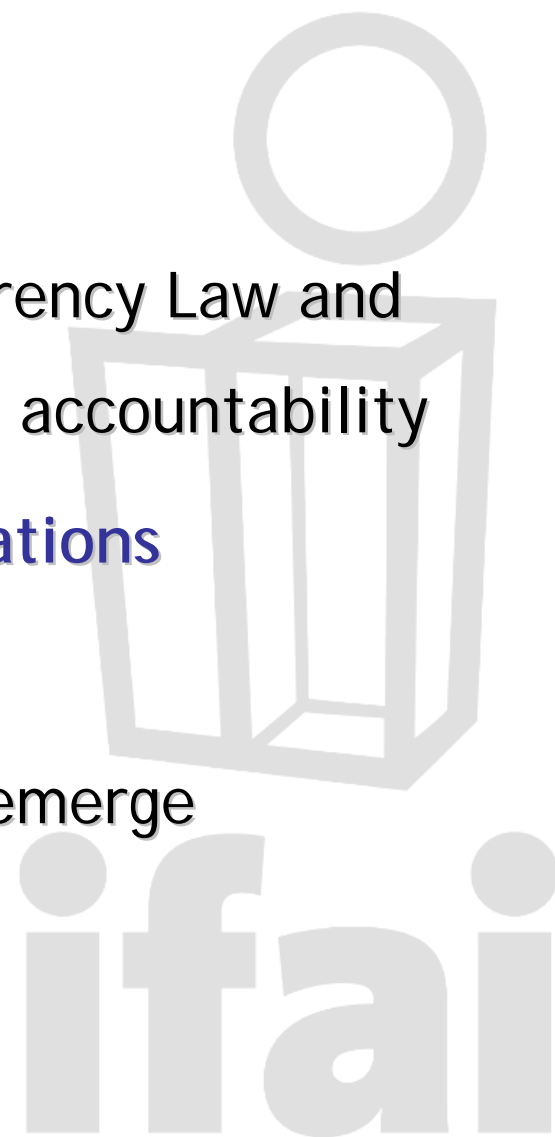 rency Law and
accountability
ations
emerge
ifai